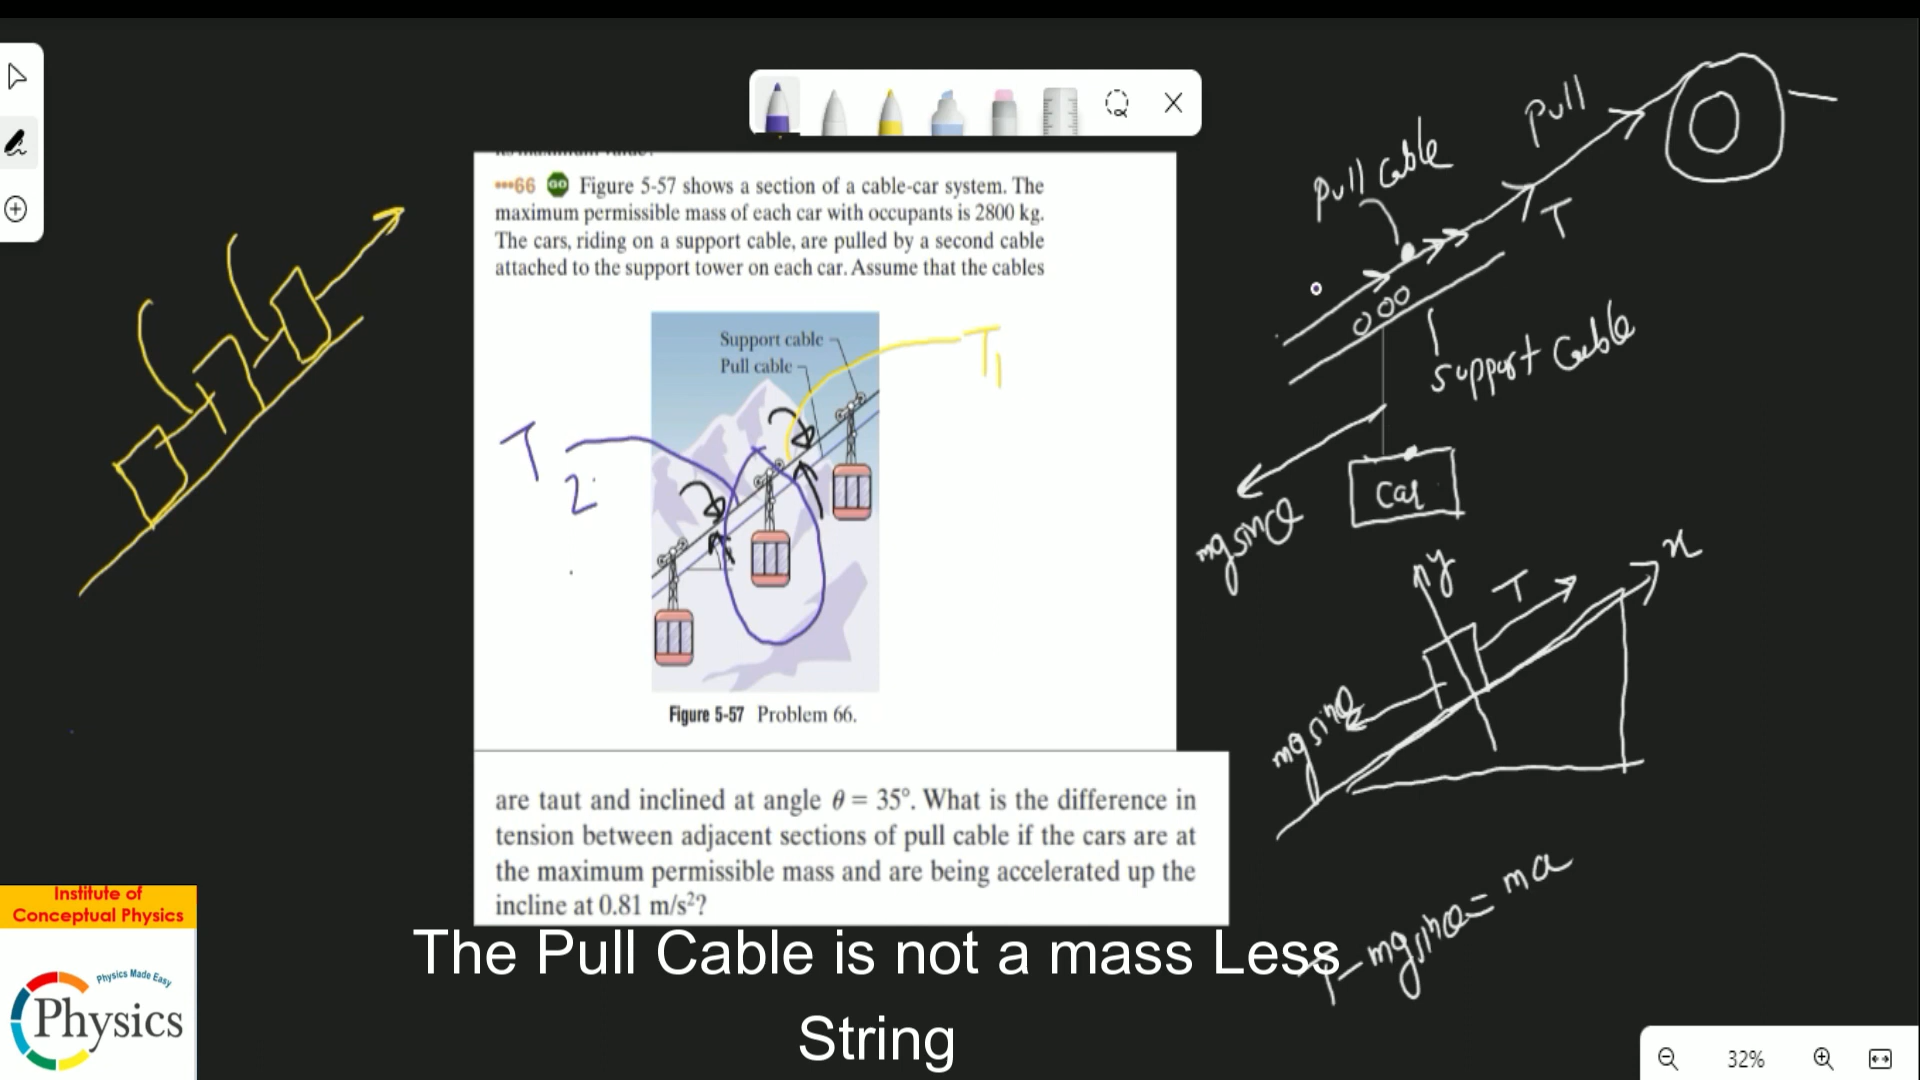 •••66 GO Figure 5-57 shows a section of a cable-car system. The
maximum permissible mass of each car with occupants is 2800 kg.
The cars, riding on a support cable, are pulled by a second cable
attached to the support tower on each car. Assume that the cables
Support cable
Pull cable
T1
T2
Figure 5-57 Problem 66.
are taut and inclined at angle θ = 35°. What is the difference in
tension between adjacent sections of pull cable if the cars are at
the maximum permissible mass and are being accelerated up the
incline at 0.81 m/s²?
The Pull Cable is not a mass Less
String
Pull
Pull Cable
T
Support Cable
Car
mg sinθ
y
T
x
mg sinθ
T - mg sinθ = ma
Institute of
Conceptual Physics
Physics Made Easy
Physics
32%